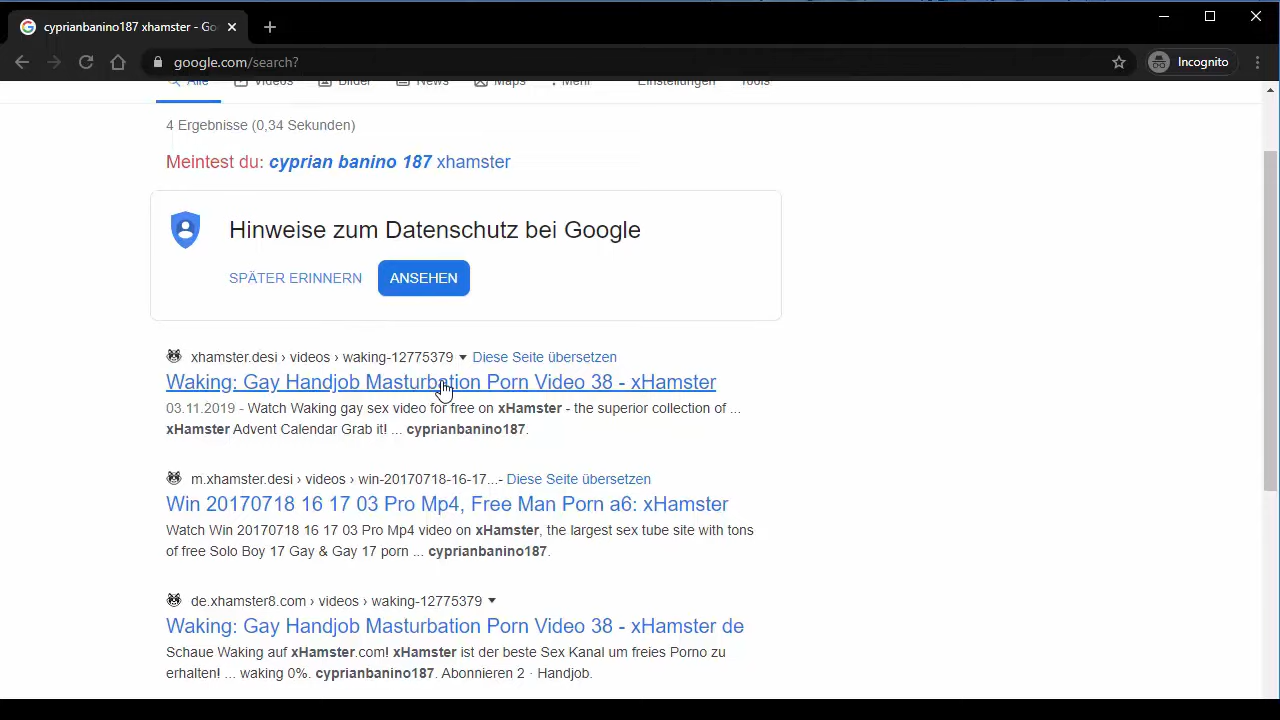 cyprianbanino187 xhamster - Go
google.com/search?
Incognito
Alle Videos Bilder News Maps Mehr Einstellungen Tools
4 Ergebnisse (0,34 Sekunden)
Meintest du: cyprian banino 187 xhamster
Hinweise zum Datenschutz bei Google
SPÄTER ERINNERN ANSEHEN
xhamster.desi › videos › waking-12775379 Diese Seite übersetzen
Waking: Gay Handjob Masturbation Porn Video 38 - xHamster
03.11.2019 - Watch Waking gay sex video for free on xHamster - the superior collection of ...
xHamster Advent Calendar Grab it! ... cyprianbanino187.
m.xhamster.desi › videos › win-20170718-16-17...- Diese Seite übersetzen
Win 20170718 16 17 03 Pro Mp4, Free Man Porn a6: xHamster
Watch Win 20170718 16 17 03 Pro Mp4 video on xHamster, the largest sex tube site with tons
of free Solo Boy 17 Gay & Gay 17 porn ... cyprianbanino187.
de.xhamster8.com › videos › waking-12775379
Waking: Gay Handjob Masturbation Porn Video 38 - xHamster de
Schaue Waking auf xHamster.com! xHamster ist der beste Sex Kanal um freies Porno zu
erhalten! ... waking 0%. cyprianbanino187. Abonnieren 2 · Handjob.